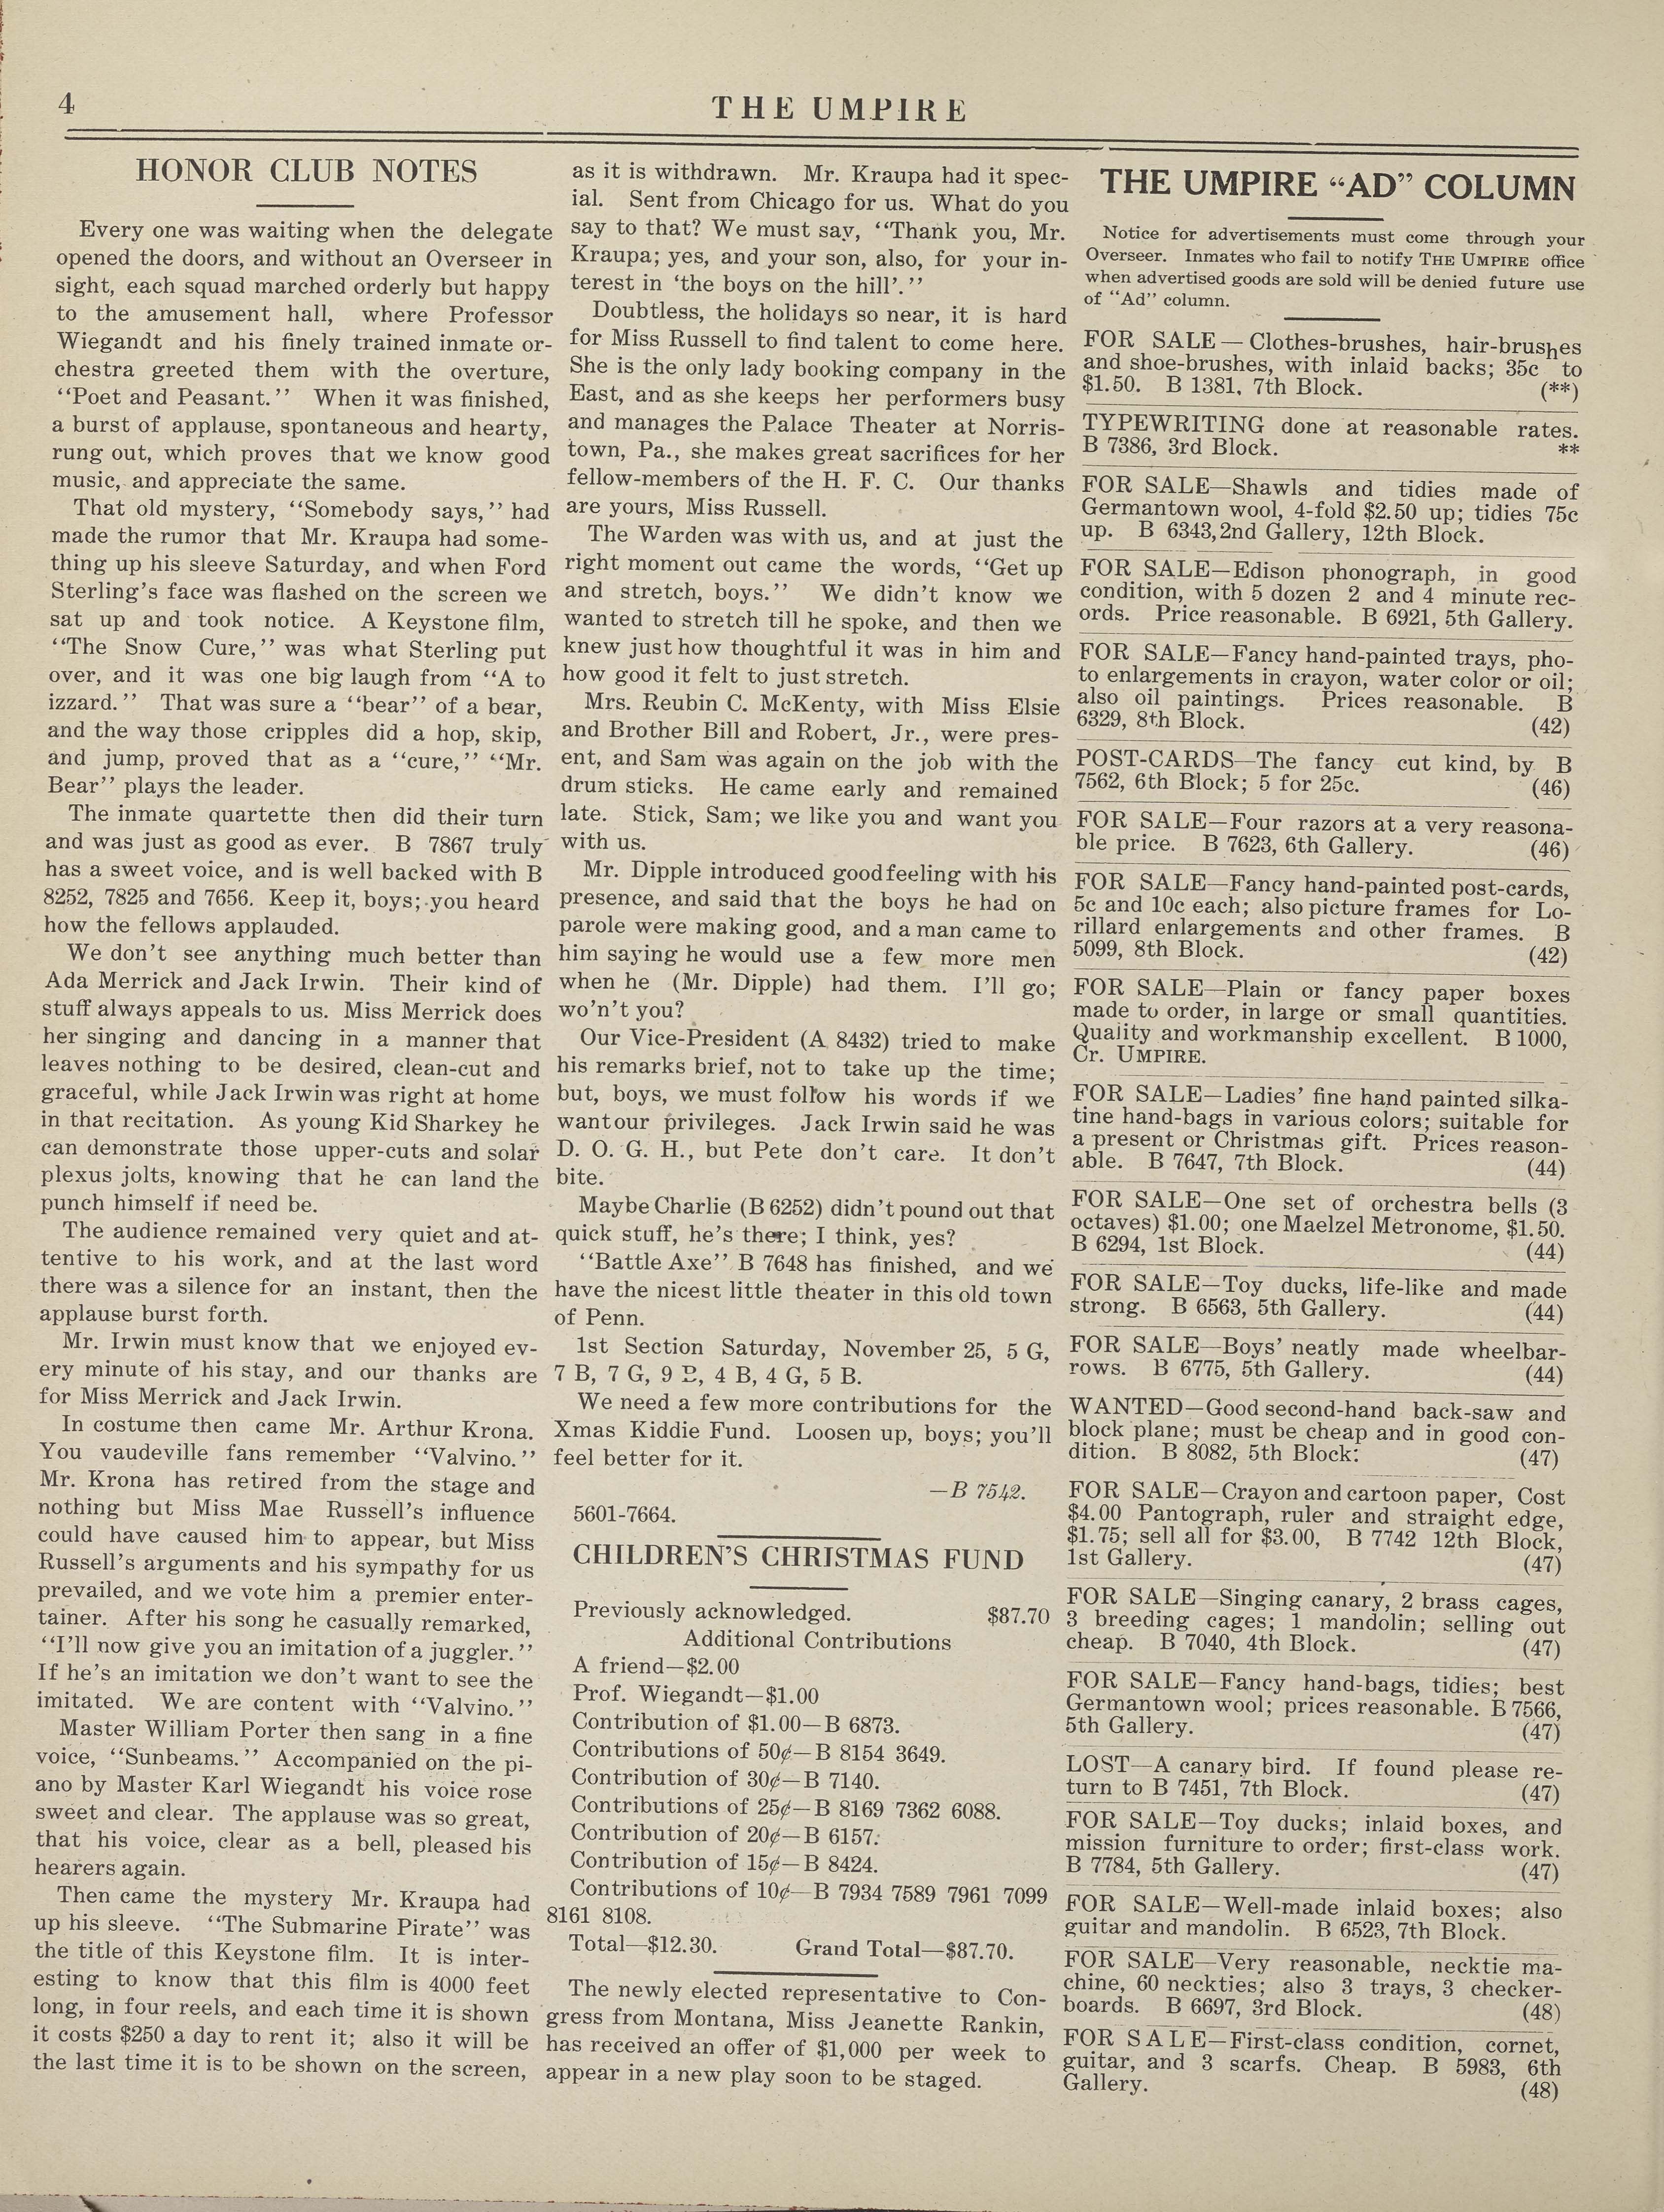 4
THE UMPIRE
HONOR CLUB NOTES
Every one was waiting when the delegate
opened the doors, and without an Overseer in
sight, each squad marched orderly but happy
to the amusement hall, where Professor
Wiegandt and his finely trained inmate or-
chestra greeted them with the overture,
“Poet and Peasant.” When it was finished,
a burst of applause, spontaneous and hearty,
rung out, which proves that we know good
music, and appreciate the same.
That old mystery, “Somebody says,” had
made the rumor that Mr. Kraupa had some-
thing up his sleeve Saturday, and when Ford
Sterling’s face was flashed on the screen we
sat up and took notice. A Keystone film,
“The Snow Cure,” was what Sterling put
over, and it was one big laugh from “A to
izzard.” That was sure a “bear” of a bear,
and the way those cripples did a hop, skip,
and jump, proved that as a “cure,” “Mr.
Bear” plays the leader.
The inmate quartette then did their turn
and was just as good as ever. B 7867 truly
has a sweet voice, and is well backed with B
8252, 7825 and 7656. Keep it, boys; you heard
how the fellows applauded.
We don’t see anything much better than
Ada Merrick and Jack Irwin. Their kind of
stuff always appeals to us. Miss Merrick does
her singing and dancing in a manner that
leaves nothing to be desired, clean-cut and
graceful, while Jack Irwin was right at home
in that recitation. As young Kid Sharkey he
can demonstrate those upper-cuts and solar
plexus jolts, knowing that he can land the
punch himself if need be.
The audience remained very quiet and at-
tentive to his work, and at the last word
there was a silence for an instant, then the
applause burst forth.
Mr. Irwin must know that we enjoyed ev-
ery minute of his stay, and our thanks are
for Miss Merrick and Jack Irwin.
In costume then came Mr. Arthur Krona.
You vaudeville fans remember “Valvino.”
Mr. Krona has retired from the stage and
nothing but Miss Mae Russell’s influence
could have caused him to appear, but Miss
Russell’s arguments and his sympathy for us
prevailed, and we vote him a premier enter-
tainer. After his song he casually remarked,
“I’ll now give you an imitation of a juggler.”
If he’s an imitation we don’t want to see the
imitated. We are content with “Valvino.”
Master William Porter then sang in a fine
voice, “Sunbeams.” Accompanied on the pi-
ano by Master Karl Wiegandt his voice rose
sweet and clear. The applause was so great,
that his voice, clear as a bell, pleased his
hearers again.
Then came the mystery Mr. Kraupa had
up his sleeve. “The Submarine Pirate” was
the title of this Keystone film. It is inter-
esting to know that this film is 4000 feet
long, in four reels, and each time it is shown
it costs $250 a day to rent it; also it will be
the last time it is to be shown on the screen,
as it is withdrawn. Mr. Kraupa had it spec-
ial. Sent from Chicago for us. What do you
say to that? We must say, “Thank you, Mr.
Kraupa; yes, and your son, also, for your in-
terest in ‘the boys on the hill’.”
Doubtless, the holidays so near, it is hard
for Miss Russell to find talent to come here.
She is the only lady booking company in the
East, and as she keeps her performers busy
and manages the Palace Theater at Norris-
town, Pa., she makes great sacrifices for her
fellow-members of the H. F. C. Our thanks
are yours, Miss Russell.
The Warden was with us, and at just the
right moment out came the words, “Get up
and stretch, boys.” We didn’t know we
wanted to stretch till he spoke, and then we
knew just how thoughtful it was in him and
how good it felt to just stretch.
Mrs. Reubin C. McKenty, with Miss Elsie
and Brother Bill and Robert, Jr., were pres-
ent, and Sam was again on the job with the
drum sticks. He came early and remained
late. Stick, Sam; we like you and want you
with us.
Mr. Dipple introduced good feeling with his
presence, and said that the boys he had on
parole were making good, and a man came to
him saying he would use a few more men
when he (Mr. Dipple) had them. I’ll go;
wo’n’t you?
Our Vice-President (A 8432) tried to make
his remarks brief, not to take up the time;
but, boys, we must follow his words if we
want our privileges. Jack Irwin said he was
D. O. G. H., but Pete don’t care. It don’t
bite.
Maybe Charlie (B 6252) didn’t pound out that
quick stuff, he’s there; I think, yes?
“Battle Axe” B 7648 has finished, and we
have the nicest little theater in this old town
of Penn.
1st Section Saturday, November 25, 5 G,
7 B, 7 G, 9 B, 4 B, 4 G, 5 B.
We need a few more contributions for the
Xmas Kiddie Fund. Loosen up, boys; you’ll
feel better for it.
—B 7542.
5601-7664.
CHILDREN’S CHRISTMAS FUND
Previously acknowledged. $87.70
Additional Contributions
A friend—$2.00
Prof. Wiegandt—$1.00
Contribution of $1.00—B 6873.
Contributions of 50¢—B 8154 3649.
Contribution of 30¢—B 7140.
Contributions of 25¢—B 8169 7362 6088.
Contribution of 20¢—B 6157.
Contribution of 15¢—B 8424.
Contributions of 10¢—B 7934 7589 7961 7099
8161 8108.
Total—$12.30. Grand Total—$87.70.
The newly elected representative to Con-
gress from Montana, Miss Jeanette Rankin,
has received an offer of $1,000 per week to
appear in a new play soon to be staged.
THE UMPIRE “AD” COLUMN
Notice for advertisements must come through your
Overseer. Inmates who fail to notify THE UMPIRE office
when advertised goods are sold will be denied future use
of “Ad” column.
FOR SALE—Clothes-brushes, hair-brushes
and shoe-brushes, with inlaid backs; 35c to
$1.50. B 1381, 7th Block. (**)
TYPEWRITING done at reasonable rates.
B 7386, 3rd Block. **
FOR SALE—Shawls and tidies made of
Germantown wool, 4-fold $2.50 up; tidies 75c
up. B 6343, 2nd Gallery, 12th Block.
FOR SALE—Edison phonograph, in good
condition, with 5 dozen 2 and 4 minute rec-
ords. Price reasonable. B 6921, 5th Gallery.
FOR SALE—Fancy hand-painted trays, pho-
to enlargements in crayon, water color or oil;
also oil paintings. Prices reasonable. B
6329, 8th Block. (42)
POST-CARDS—The fancy cut kind, by B
7562, 6th Block; 5 for 25c. (46)
FOR SALE—Four razors at a very reasona-
ble price. B 7623, 6th Gallery. (46)
FOR SALE—Fancy hand-painted post-cards,
5c and 10c each; also picture frames for Lo-
rillard enlargements and other frames. B
5099, 8th Block. (42)
FOR SALE—Plain or fancy paper boxes
made to order, in large or small quantities.
Quality and workmanship excellent. B 1000,
Cr. UMPIRE.
FOR SALE—Ladies’ fine hand painted silka-
tine hand-bags in various colors; suitable for
a present or Christmas gift. Prices reason-
able. B 7647, 7th Block. (44)
FOR SALE—One set of orchestra bells (3
octaves) $1.00; one Maelzel Metronome, $1.50.
B 6294, 1st Block. (44)
FOR SALE—Toy ducks, life-like and made
strong. B 6563, 5th Gallery. (44)
FOR SALE—Boys’ neatly made wheelbar-
rows. B 6775, 5th Gallery. (44)
WANTED—Good second-hand back-saw and
block plane; must be cheap and in good con-
dition. B 8082, 5th Block. (47)
FOR SALE—Crayon and cartoon paper, Cost
$4.00 Pantograph, ruler and straight edge,
$1.75; sell all for $3.00, B 7742 12th Block,
1st Gallery. (47)
FOR SALE—Singing canary, 2 brass cages,
3 breeding cages; 1 mandolin; selling out
cheap. B 7040, 4th Block. (47)
FOR SALE—Fancy hand-bags, tidies; best
Germantown wool; prices reasonable. B 7566,
5th Gallery. (47)
LOST—A canary bird. If found please re-
turn to B 7451, 7th Block. (47)
FOR SALE—Toy ducks; inlaid boxes, and
mission furniture to order; first-class work.
B 7784, 5th Gallery. (47)
FOR SALE—Well-made inlaid boxes; also
guitar and mandolin. B 6523, 7th Block.
FOR SALE—Very reasonable, necktie ma-
chine, 60 neckties; also 3 trays, 3 checker-
boards. B 6697, 3rd Block. (48)
FOR SALE—First-class condition, cornet,
guitar, and 3 scarfs. Cheap. B 5983, 6th
Gallery. (48)